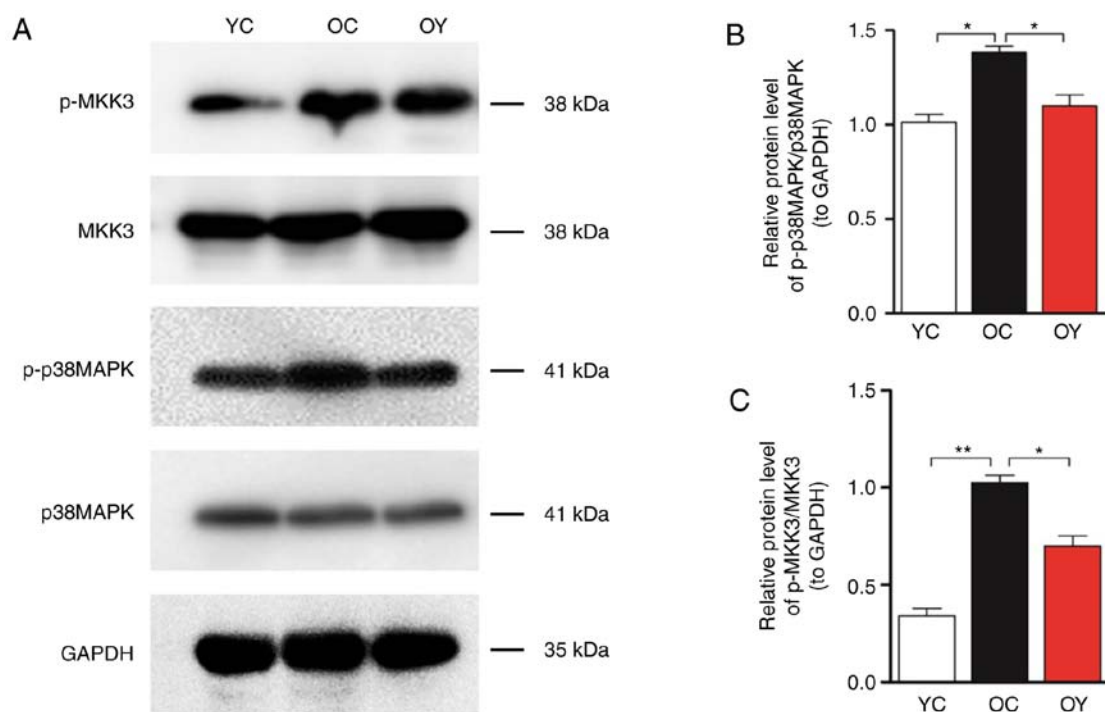 A
YC OC OY
p-MKK3
38 kDa
MKK3
38 kDa
p-p38MAPK
41 kDa
p38MAPK
41 kDa
GAPDH
35 kDa
B
Relative protein level
of p-p38MAPK/p38MAPK
(to GAPDH)
1.5
1.0
0.5
0.0
* *
YC OC OY
C
Relative protein level
of p-MKK3/MKK3
(to GAPDH)
1.5
1.0
0.5
0.0
** *
YC OC OY